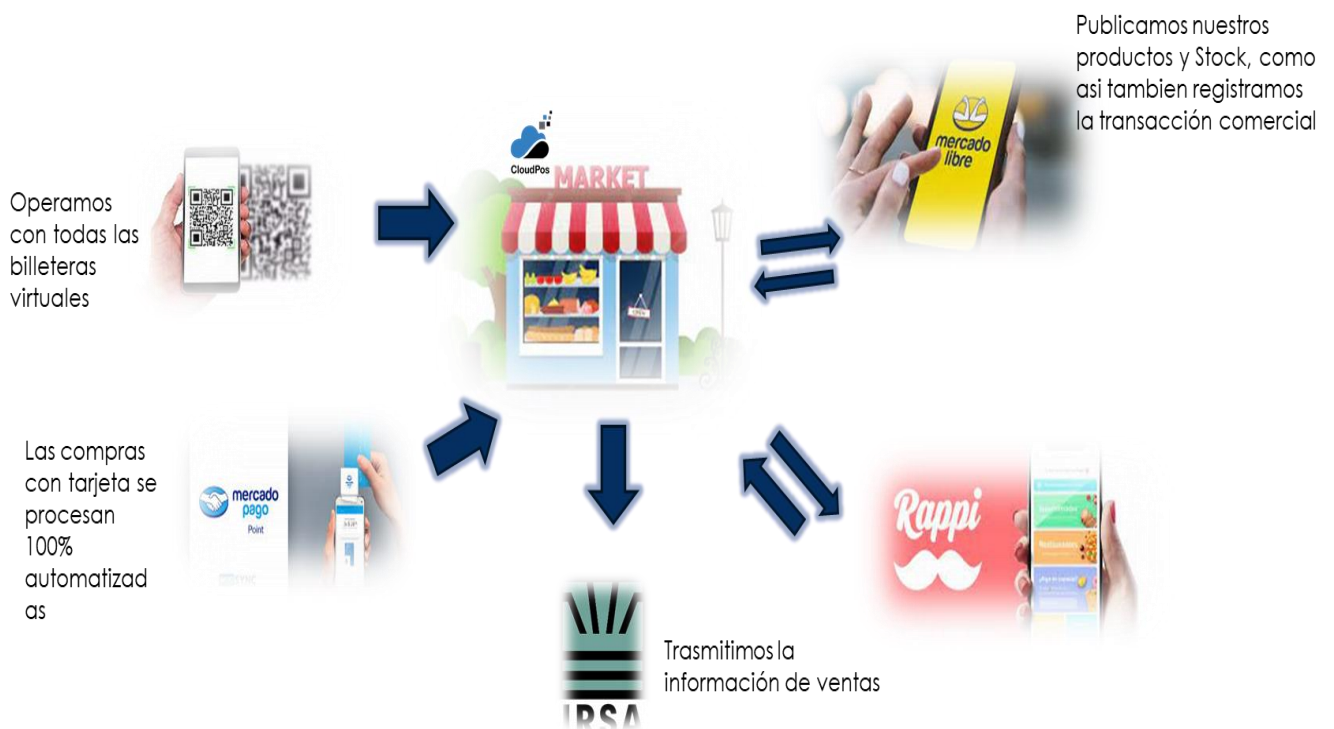 Publicamos nuestros
productos y Stock, como
asi tambien registramos
la transacción comercial
CloudPos
MARKET
mercado
libre
Operamos
con todas las
billeteras
virtuales
OPEN
Las compras
con tarjeta se
procesan
100%
automatizad
as
mercado
pago
Point
Rappi
Trasmitimos la
información de ventas
IRSA